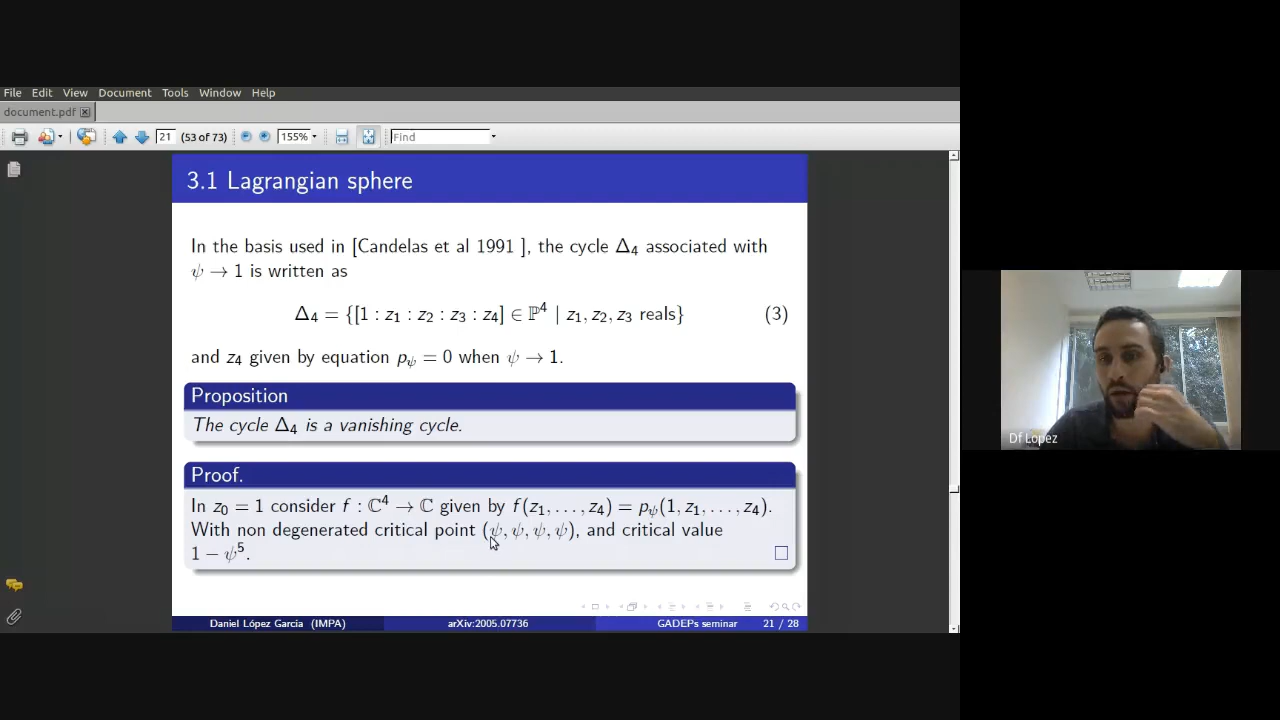 File Edit View Document Tools Window Help
document.pdf
21 (53 of 73) 155% Find
3.1 Lagrangian sphere
In the basis used in [Candelas et al 1991 ], the cycle Δ₄ associated with
ψ → 1 is written as
Δ₄ = {[1 : z₁ : z₂ : z₃ : z₄] ∈ ℙ⁴ | z₁, z₂, z₃ reals} (3)
and z₄ given by equation p_ψ = 0 when ψ → 1.
Proposition
The cycle Δ₄ is a vanishing cycle.
Proof.
In z₀ = 1 consider f : ℂ⁴ → ℂ given by f(z₁, . . . , z₄) = p_ψ(1, z₁, . . . , z₄).
With non degenerated critical point (ψ, ψ, ψ, ψ), and critical value
1 − ψ⁵. □
Daniel López Garcia (IMPA) arXiv:2005.07736 GADEPs seminar 21 / 28
Df Lopez